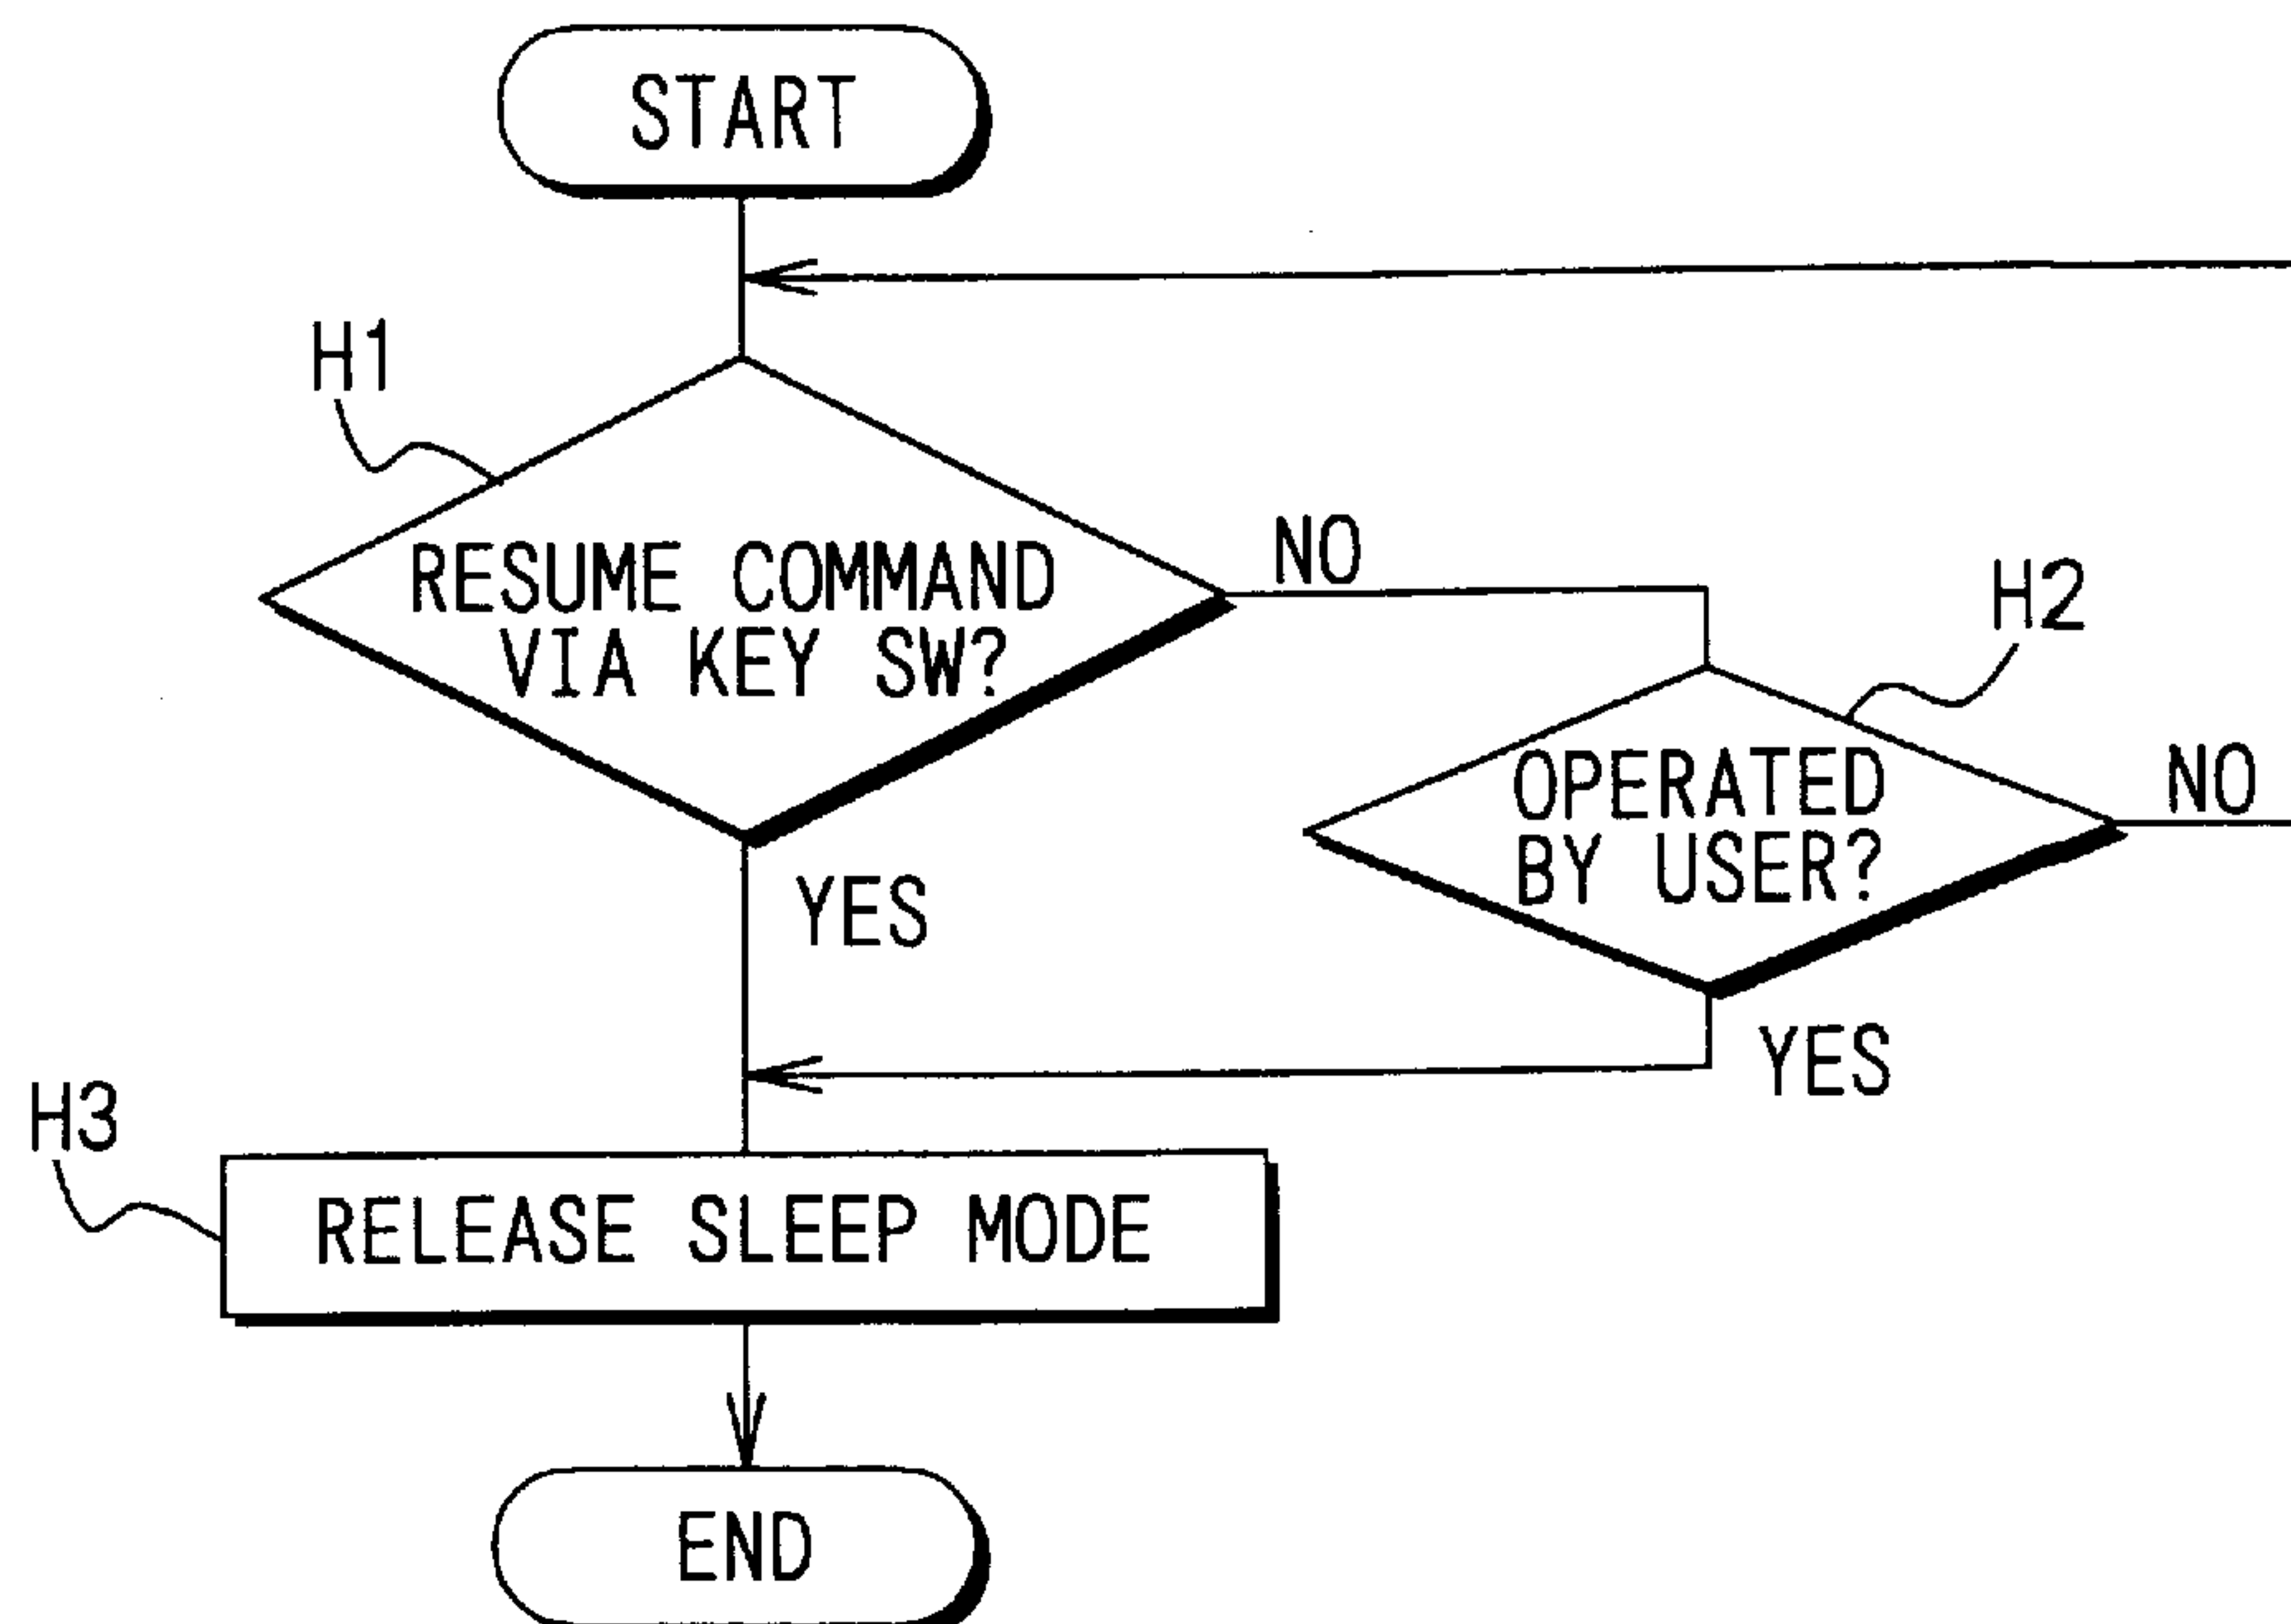 START
H1
RESUME COMMAND
VIA KEY SW?
NO
H2
OPERATED
BY USER?
NO
YES
YES
H3
RELEASE SLEEP MODE
END